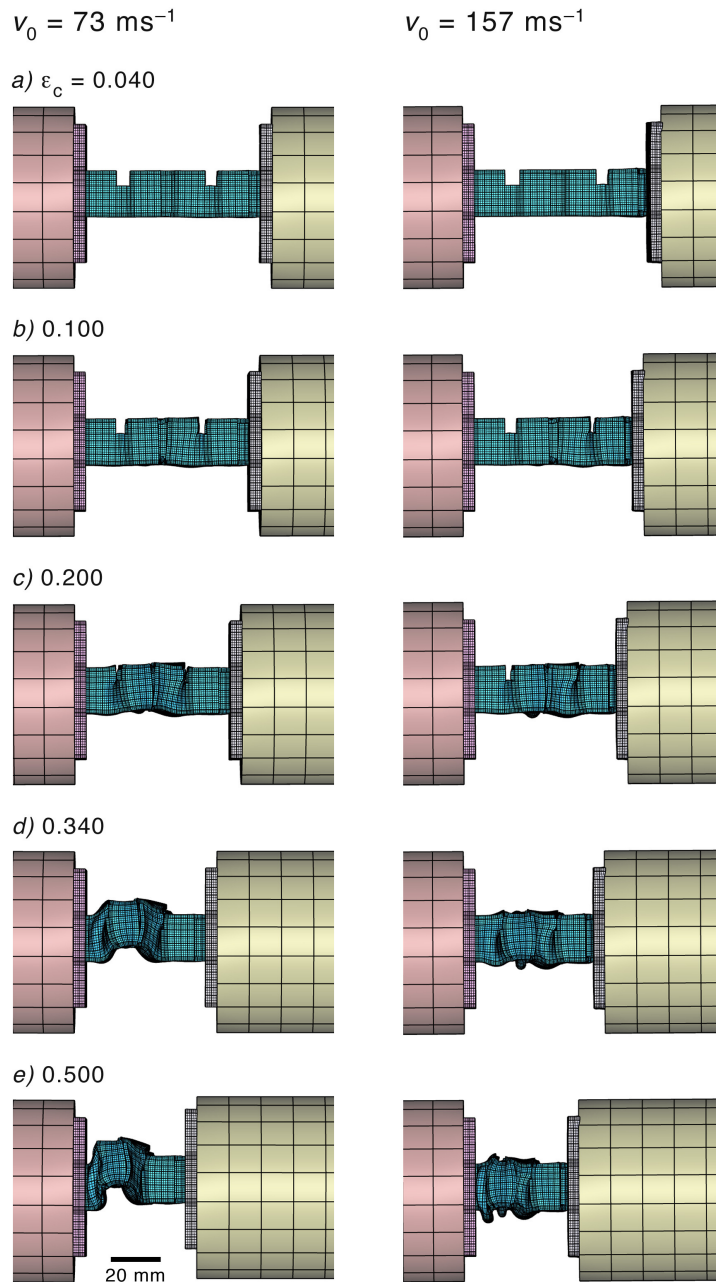 v₀ = 73 ms⁻¹ v₀ = 157 ms⁻¹
a) εc = 0.040
b) 0.100
c) 0.200
d) 0.340
e) 0.500
20 mm